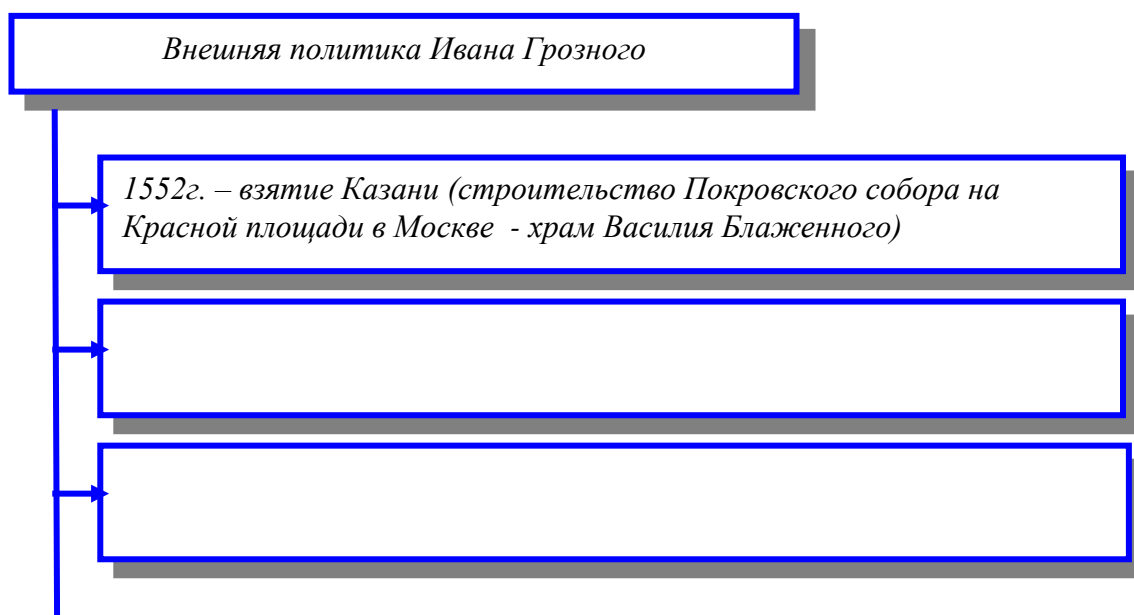 Внешняя политика Ивана Грозного
1552г. – взятие Казани (строительство Покровского собора на
Красной площади в Москве - храм Василия Блаженного)